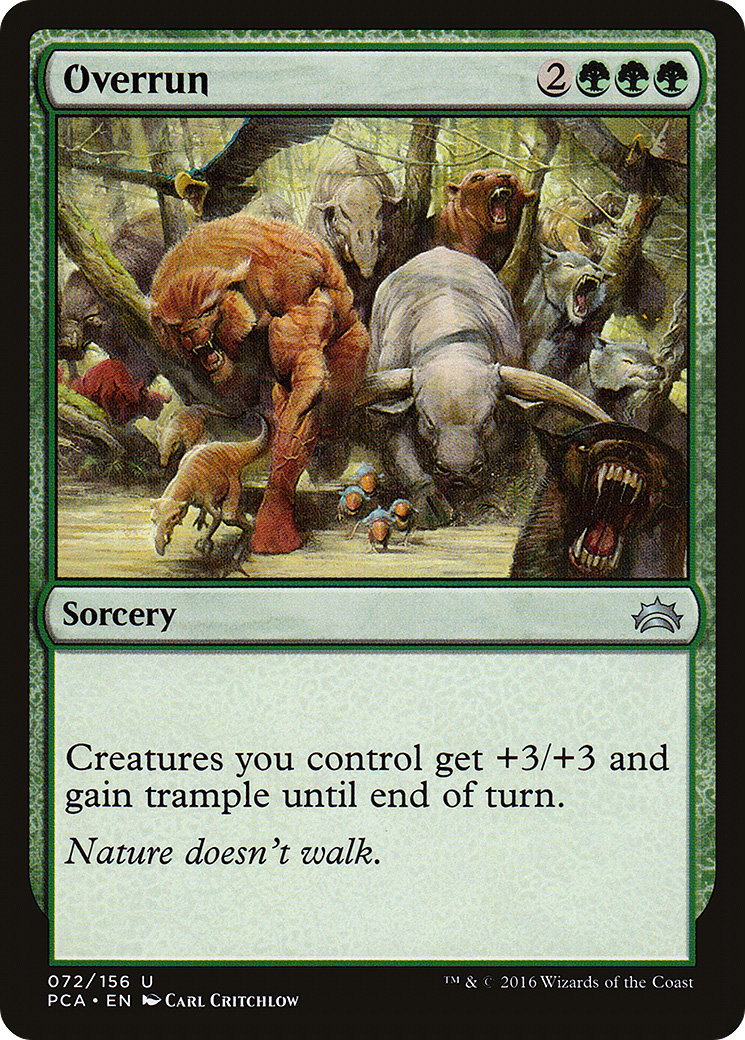 Overrun 2
Sorcery
Creatures you control get +3/+3 and
gain trample until end of turn.
Nature doesn't walk.
072/156 U
PCA • EN Carl Critchlow
™ & © 2016 Wizards of the Coast